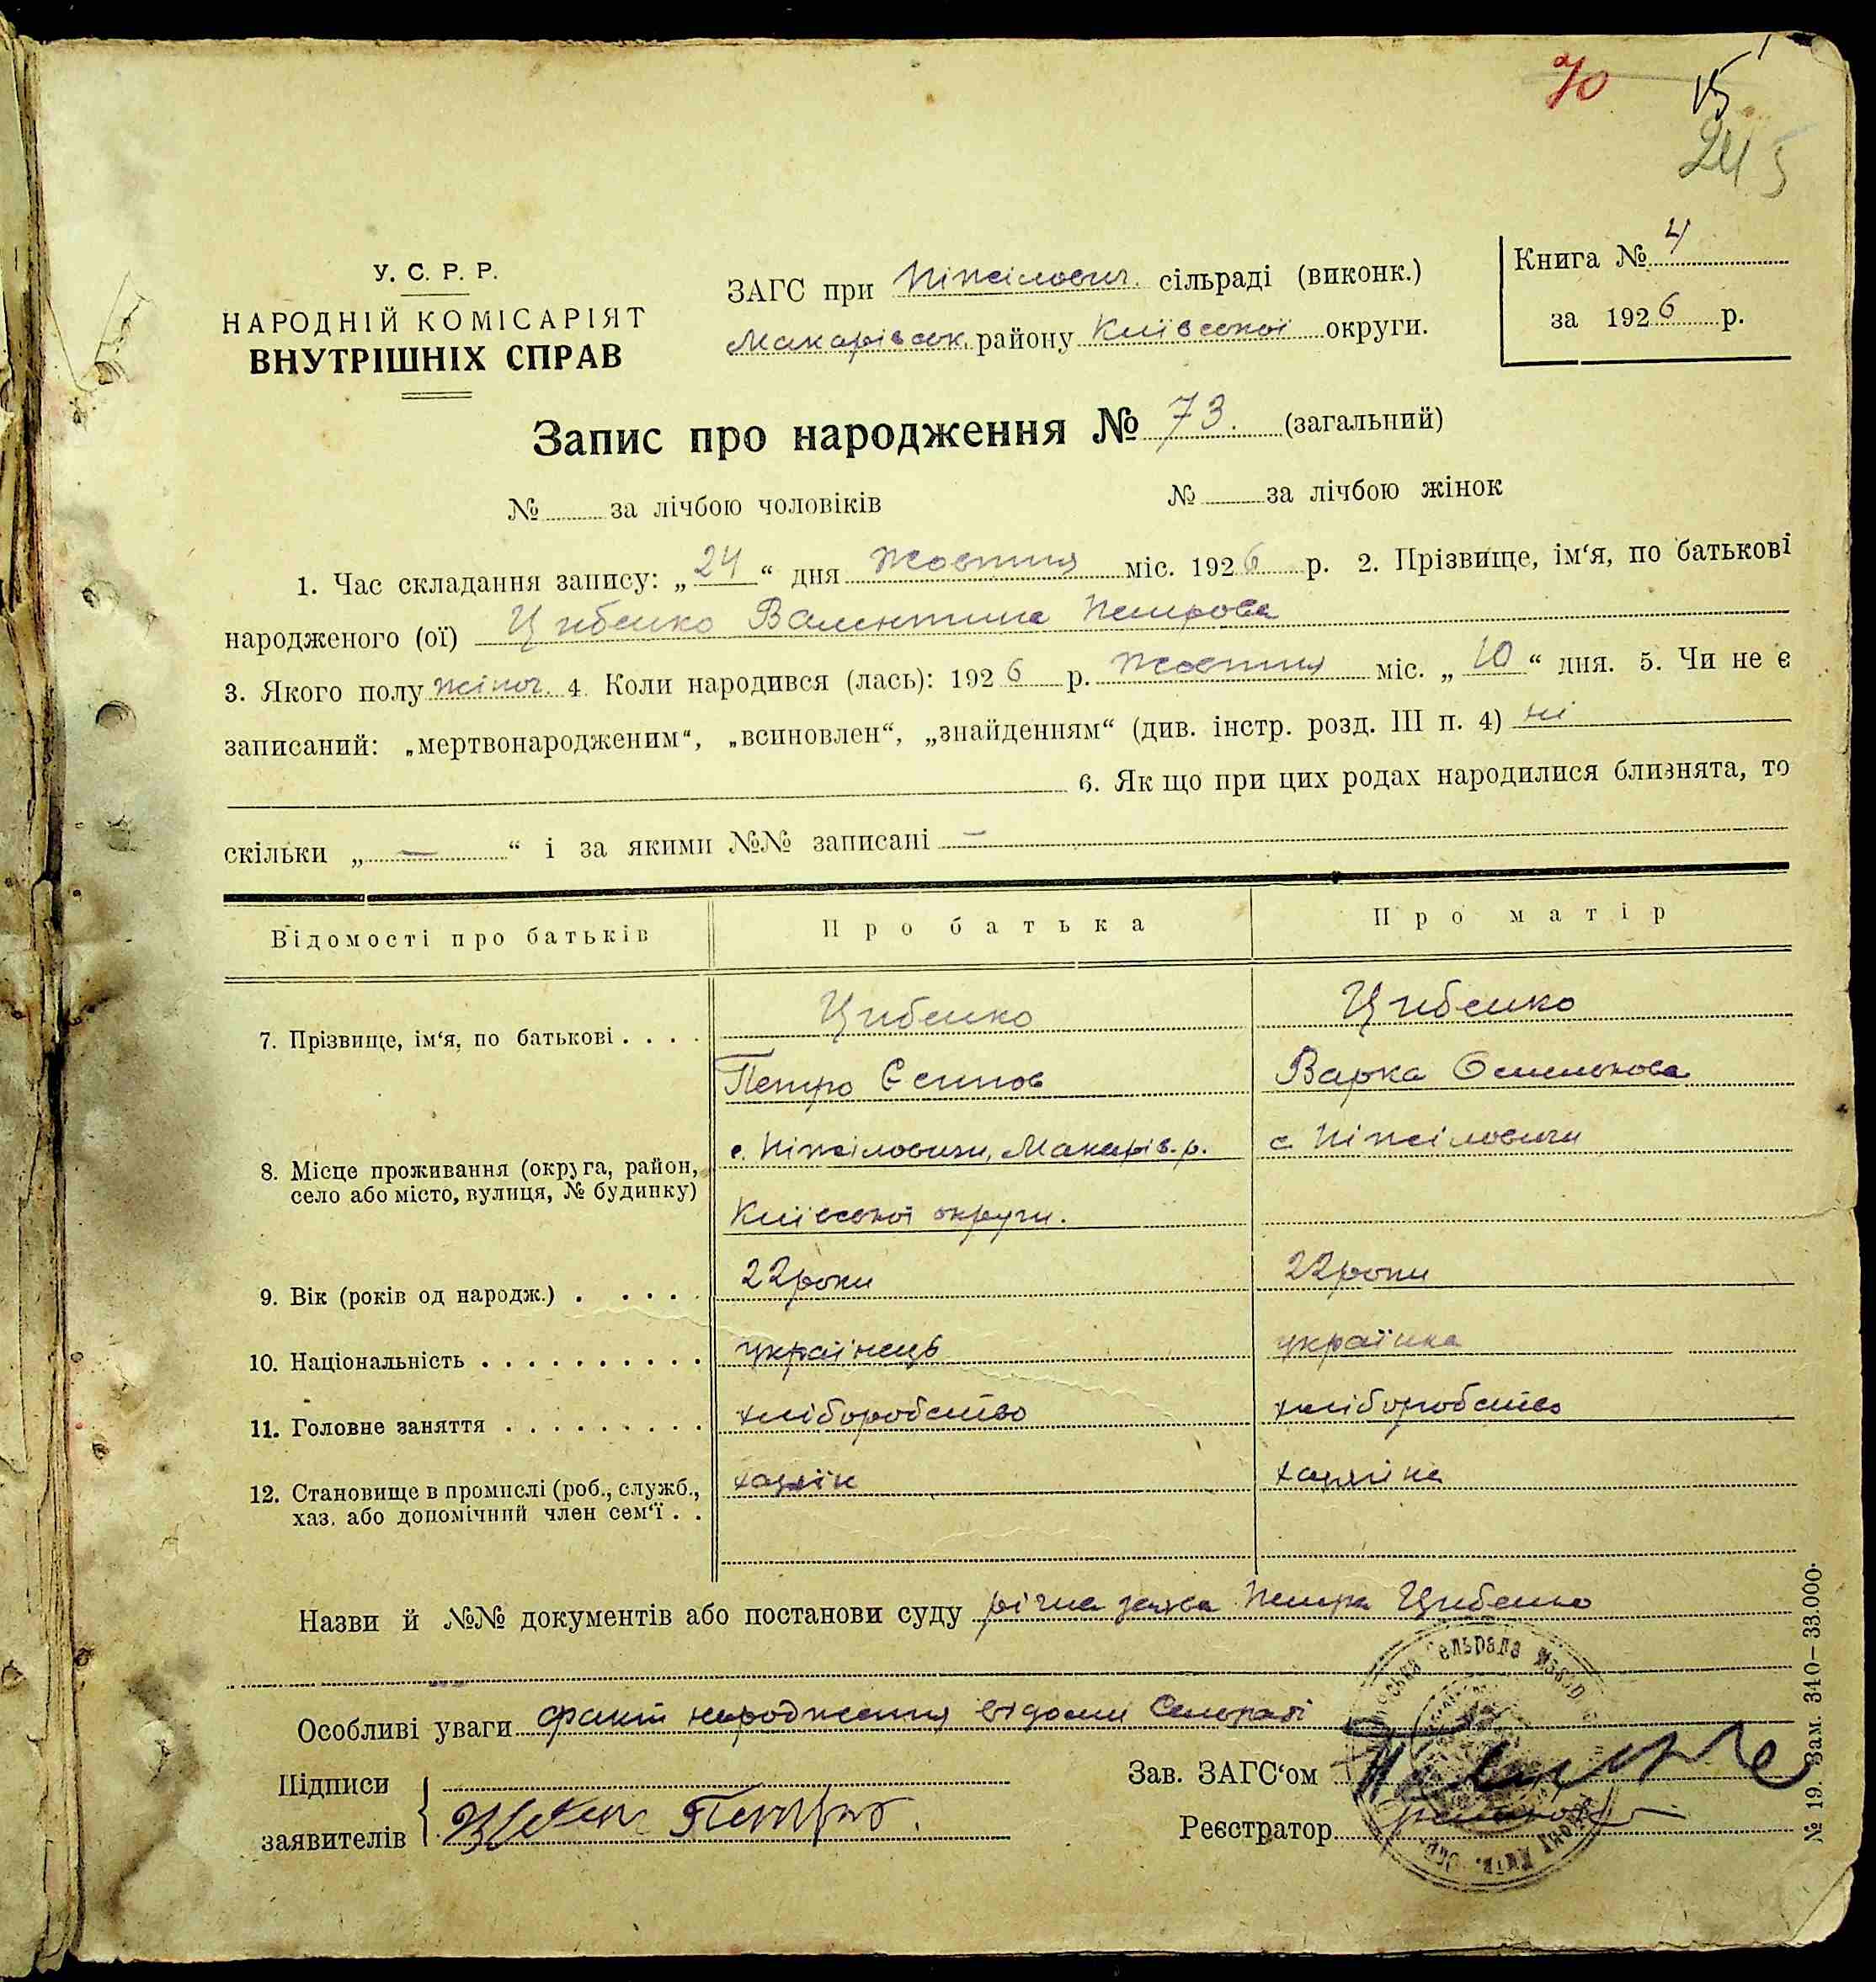 70
15
245
У. С. Р. Р.
НАРОДНІЙ КОМІСАРІЯТ
ВНУТРІШНІХ СПРАВ
ЗАГС при Ніжілович. сільраді (виконк.)
Макарівськ. району Київської округи.
Книга № 4
за 1926 р.
Запис про народження № 73. (загальний)
№ за лічбою чоловіків № за лічбою жінок
1. Час складання запису: „24“ дня жовтня міс. 1926 р. 2. Прізвище, ім‘я, по батькові
народженого (ої) Цибенко Валентина Петрова
3. Якого полу жіноч. 4. Коли народився (лась): 1926 р. жовтня міс. „10“ дня. 5. Чи не є
записаний: „мертвонародженим“, „всиновлен“, „знайденням“ (див. інстр. розд. III п. 4) ні
6. Як що при цих родах народилися близнята, то
скільки „ — “ і за якими №№ записані —
Відомості про батьків Про батька Про матір
7. Прізвище, ім‘я, по батькові . . . . Цибенко Цибенко
Петро Єсипов Варка Омелькова
8. Місце проживання (округа, район, с. Ніжіловичи, Макарів. р. с. Ніжіловичи
село або місто, вулиця, № будинку) Київської округи.
9. Вік (років од народж.) . . . . . 22 роки 22 роки
10. Національність . . . . . . . . . . українець українка
11. Головне заняття . . . . . . . . . хліборобство хліборобство
12. Становище в промислі (роб., служб., хазяїн хазяїна
хаз. або допомічний член сем‘ї . .
Назви й №№ документів або постанови суду річна заява Петра Цибенко
Особливі уваги факт народження відоми Сельраді
Підписи
заявителів Петро
Зав. ЗАГС‘ом
Реєстратор
№ 19. Зам. 340—33.000.